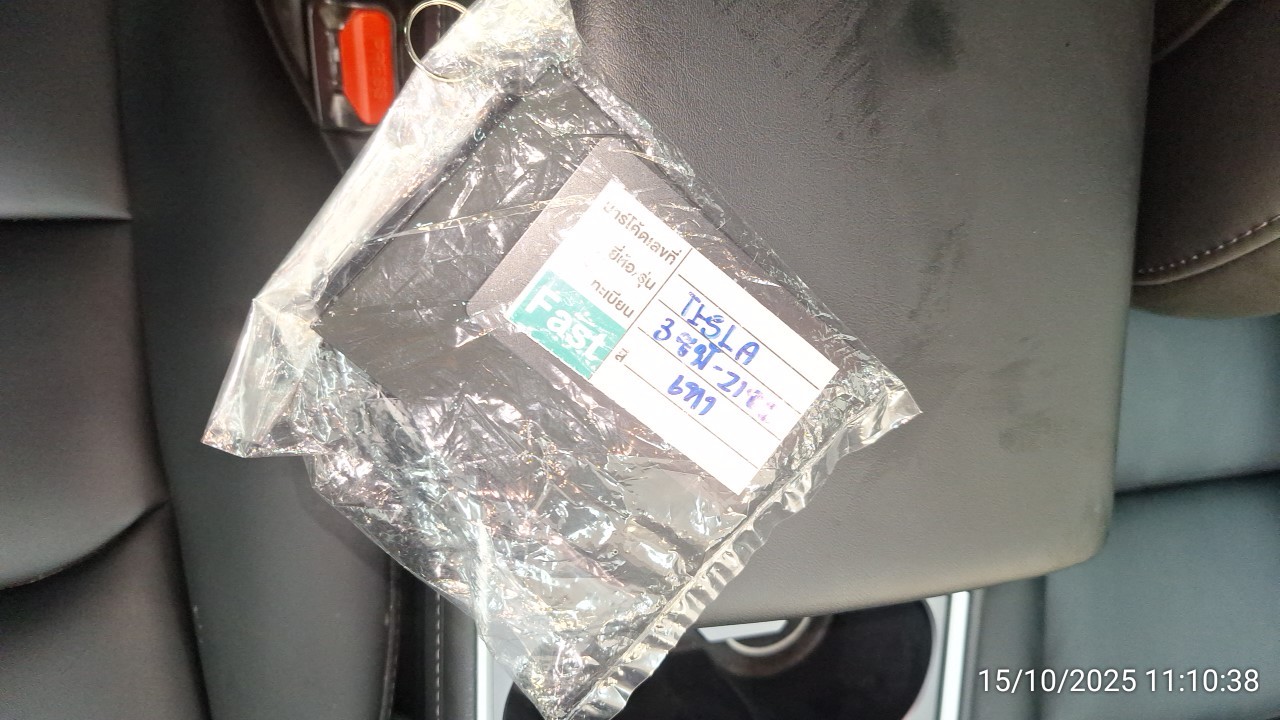 บาร์โค้ดเลขที่
ยี่ห้อ/รุ่น
TESLA
ทะเบียน
สี
เทา
Fast
15/10/2025 11:10:38